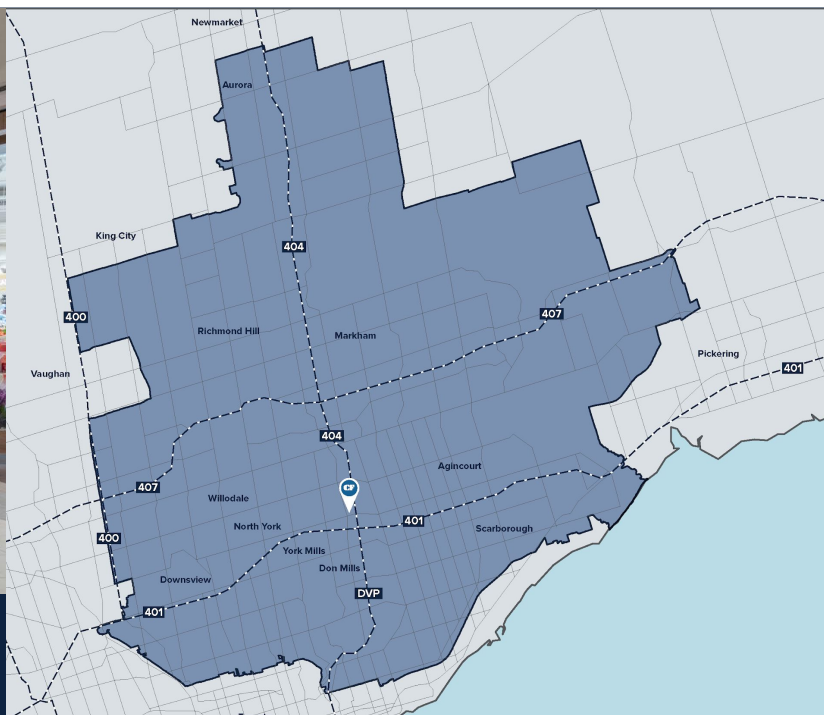 Newmarket
Aurora
King City
404
400
407
Richmond Hill
Markham
Pickering
401
Vaughan
404
Agincourt
407
Willodale
CF
401
North York
Scarborough
400
York Mills
Don Mills
Downsview
DVP
401